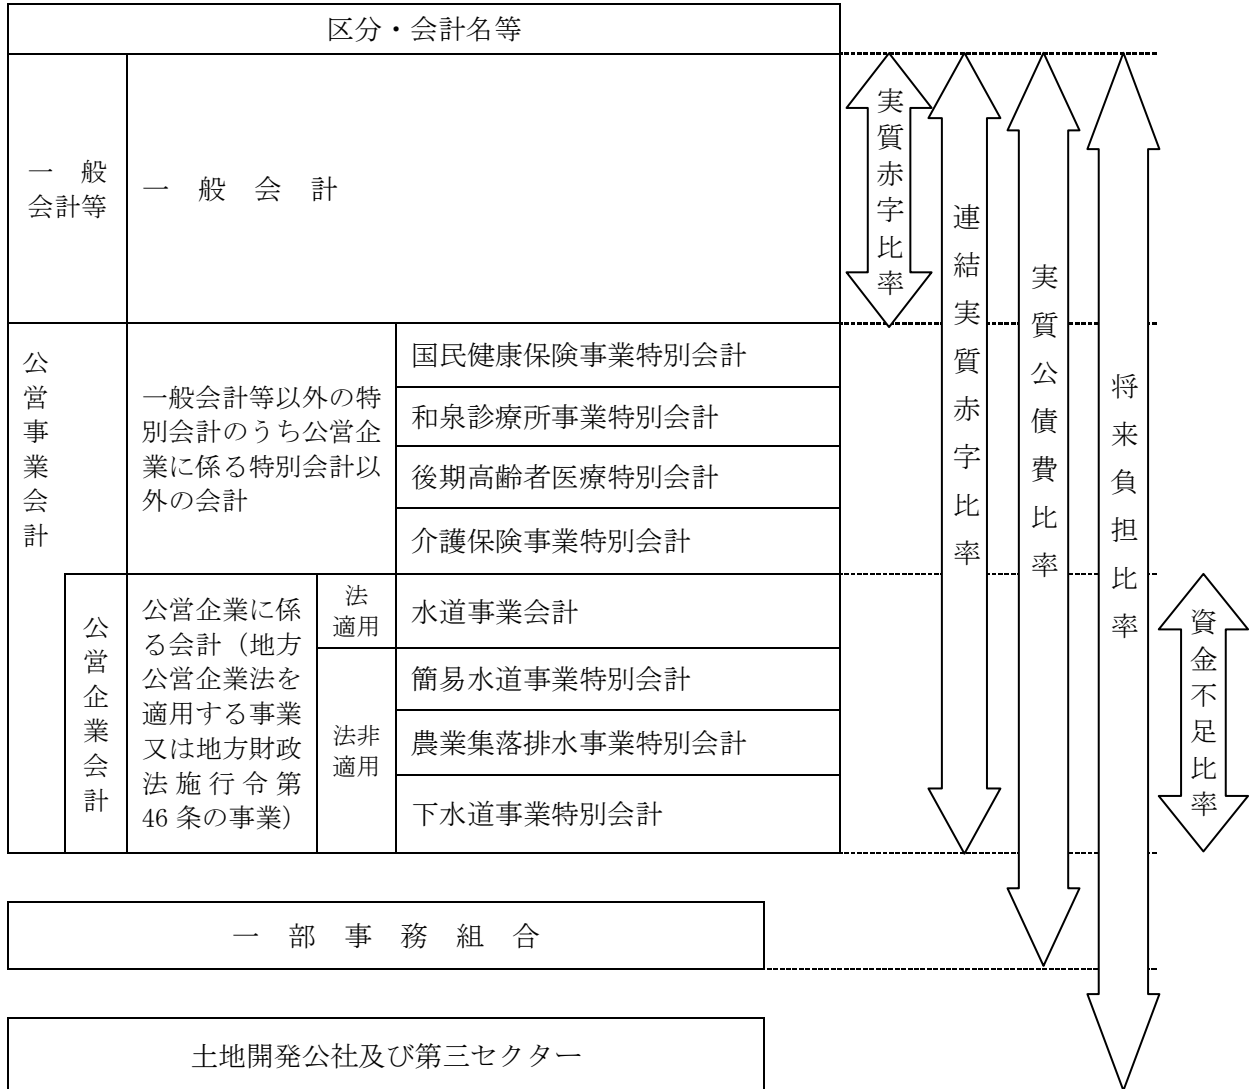 区分・会計名等
一 般
会計等
一 般 会 計
公営事業会計
一般会計等以外の特
別会計のうち公営企
業に係る特別会計以
外の会計
国民健康保険事業特別会計
和泉診療所事業特別会計
後期高齢者医療特別会計
介護保険事業特別会計
公営企業会計
公営企業に係
る会計（地方
公営企業法を
適用する事業
又は地方財政
法施行令第
46 条の事業）
法
適用
水道事業会計
法非
適用
簡易水道事業特別会計
農業集落排水事業特別会計
下水道事業特別会計
実質赤字比率
連結実質赤字比率
実質公債費比率
将来負担比率
資金不足比率
一 部 事 務 組 合
土地開発公社及び第三セクター